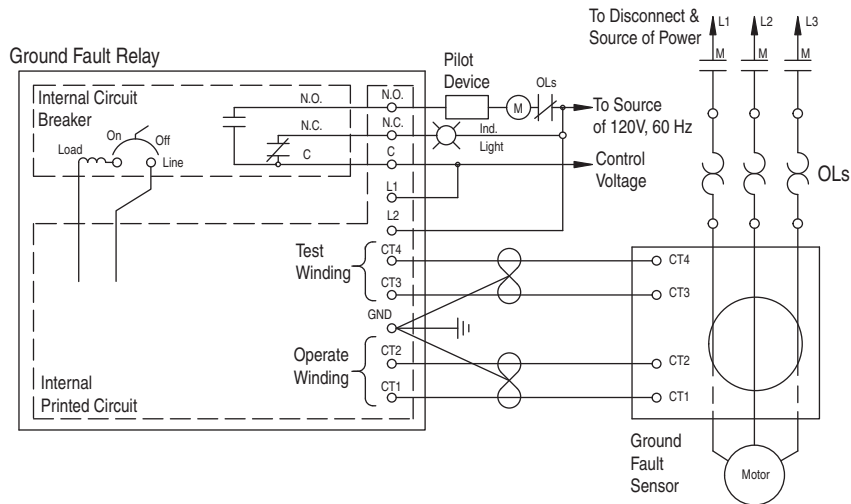 To Disconnect &
Source of Power
L1
L2
L3
M
M
M
Ground Fault Relay
Pilot
Device
OLs
Internal Circuit
Breaker
N.O.
N.O.
M
To Source
of 120V, 60 Hz
On
Off
N.C.
N.C.
Ind.
Light
Load
Line
C
C
Control
Voltage
OLs
L1
L2
Test
Winding
CT4
CT4
CT3
CT3
GND
Operate
Winding
CT2
CT2
CT1
CT1
Internal
Printed Circuit
Ground
Fault
Sensor
Motor